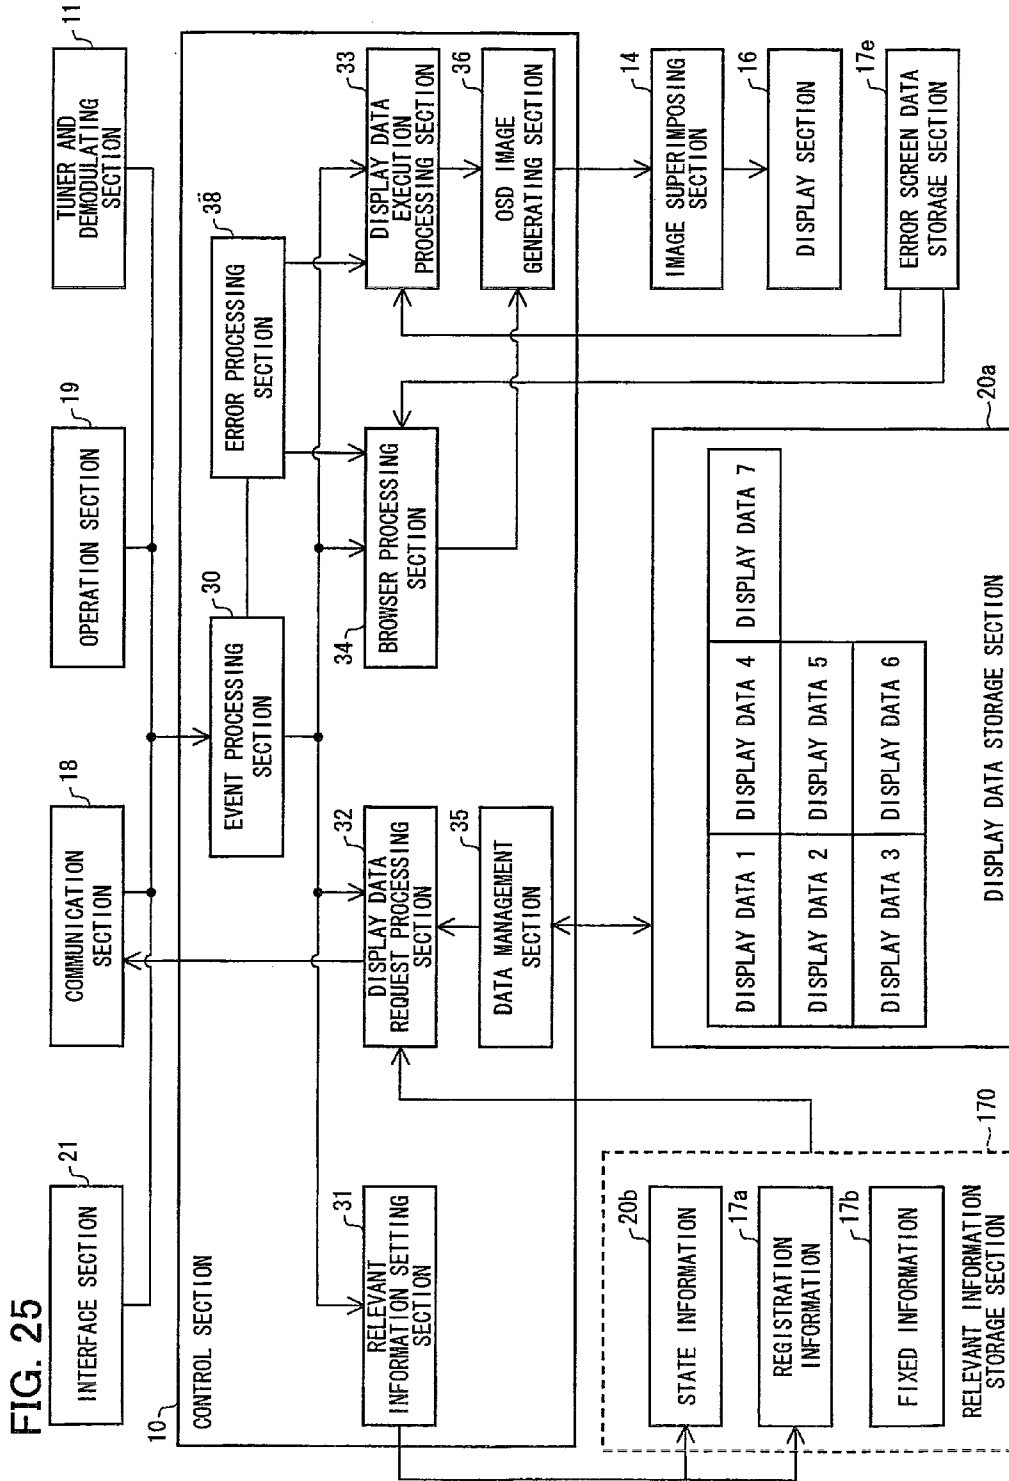 FIG. 25
INTERFACE SECTION
21
COMMUNICATION
SECTION
18
OPERATION SECTION
19
TUNER AND
DEMODULATING
SECTION
11
10
CONTROL SECTION
EVENT PROCESSING
SECTION
30
ERROR PROCESSING
SECTION
38
RELEVANT
INFORMATION SETTING
SECTION
31
DISPLAY DATA
REQUEST PROCESSING
SECTION
32
34
BROWSER PROCESSING
SECTION
DISPLAY DATA
EXECUTION
PROCESSING SECTION
33
DATA MANAGEMENT
SECTION
35
OSD IMAGE
GENERATING SECTION
36
STATE INFORMATION
20b
REGISTRATION
INFORMATION
17a
FIXED INFORMATION
17b
RELEVANT INFORMATION
STORAGE SECTION
170
DISPLAY DATA 1
DISPLAY DATA 4
DISPLAY DATA 7
DISPLAY DATA 2
DISPLAY DATA 5
DISPLAY DATA 3
DISPLAY DATA 6
DISPLAY DATA STORAGE SECTION
20a
IMAGE SUPERIMPOSING
SECTION
14
DISPLAY SECTION
16
ERROR SCREEN DATA
STORAGE SECTION
17e